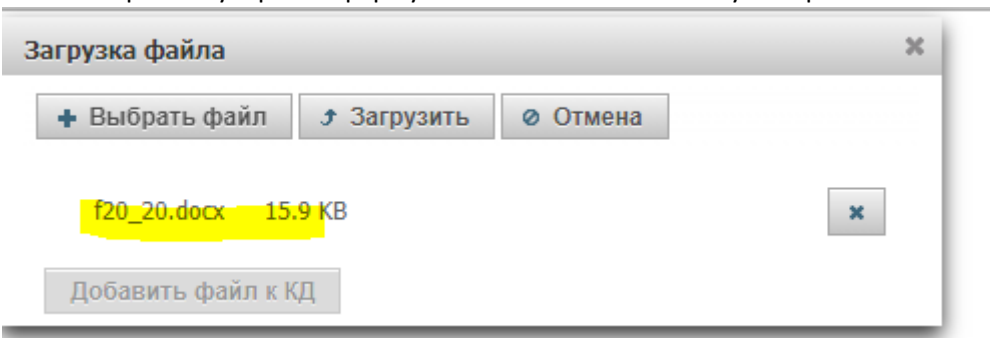 Загрузка файла
Выбрать файл Загрузить Отмена
f20_20.docx 15.9 KB
Добавить файл к КД